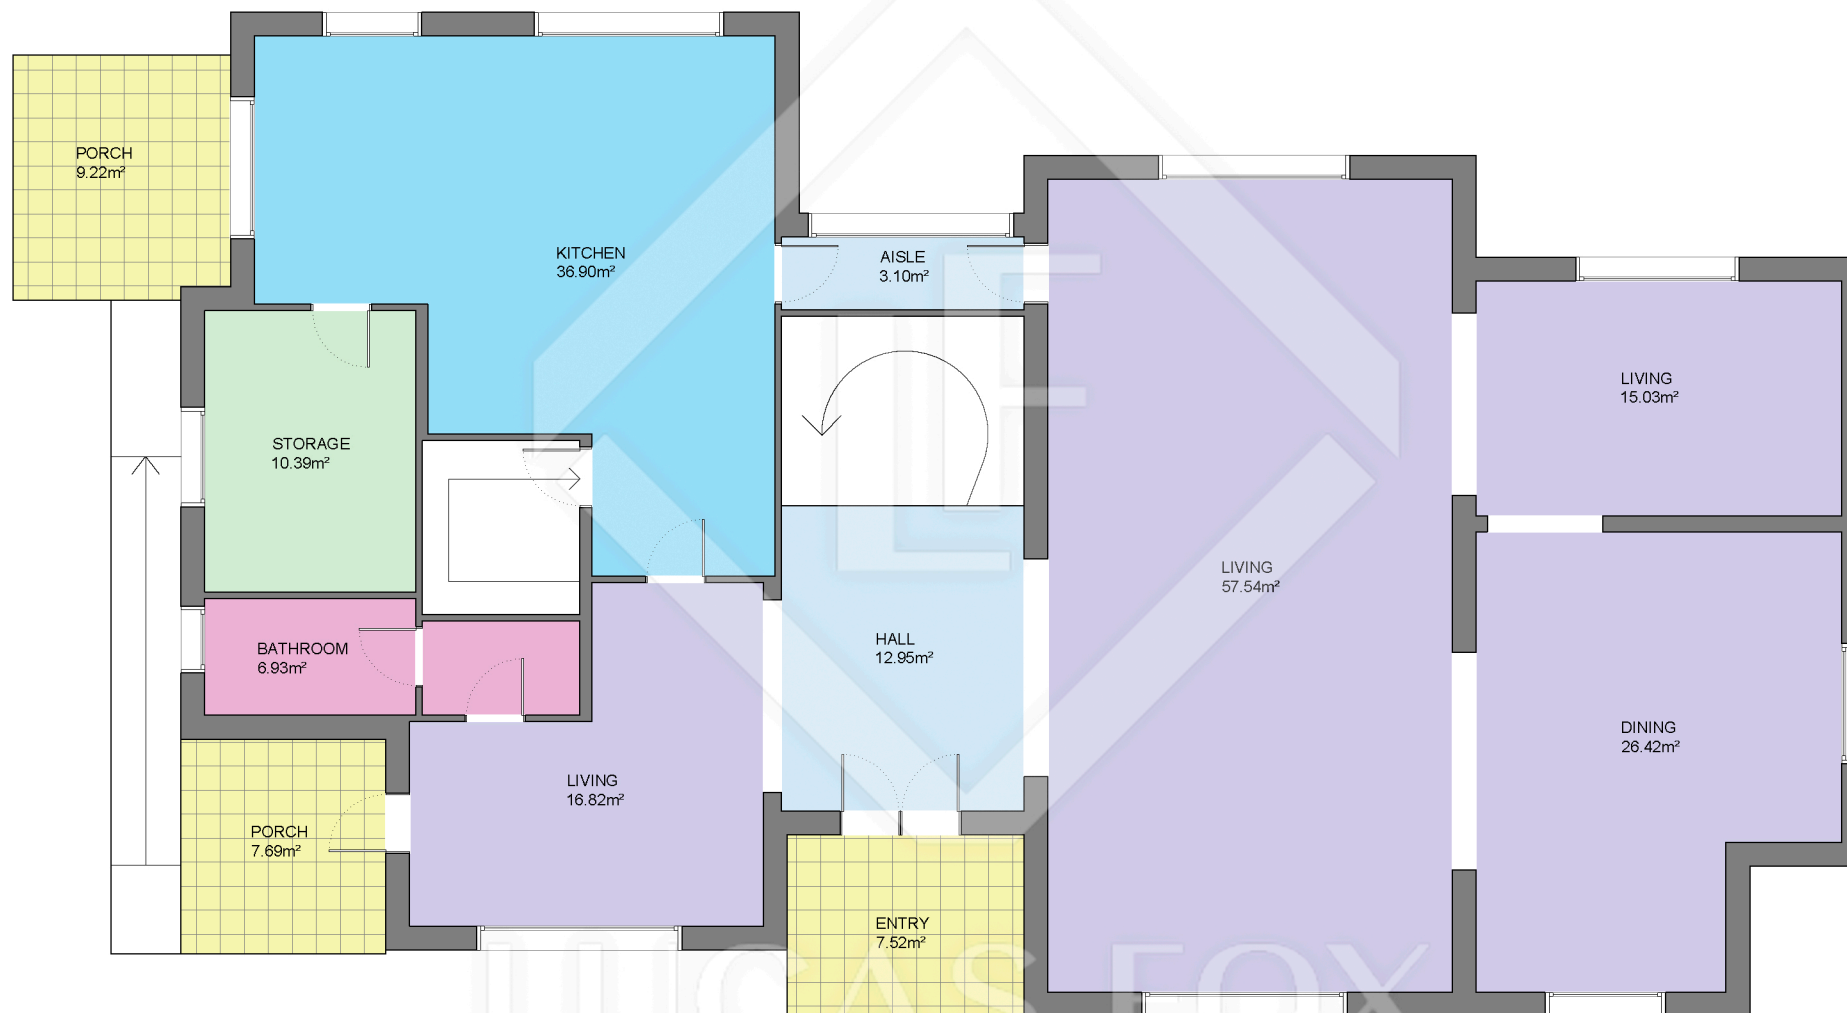 PORCH
9.22m²
KITCHEN
36.90m²
AISLE
3.10m²
LIVING
15.03m²
STORAGE
10.39m²
LIVING
57.54m²
BATHROOM
6.93m²
HALL
12.95m²
DINING
26.42m²
LIVING
16.82m²
PORCH
7.69m²
ENTRY
7.52m²
LF
LUCAS FOX